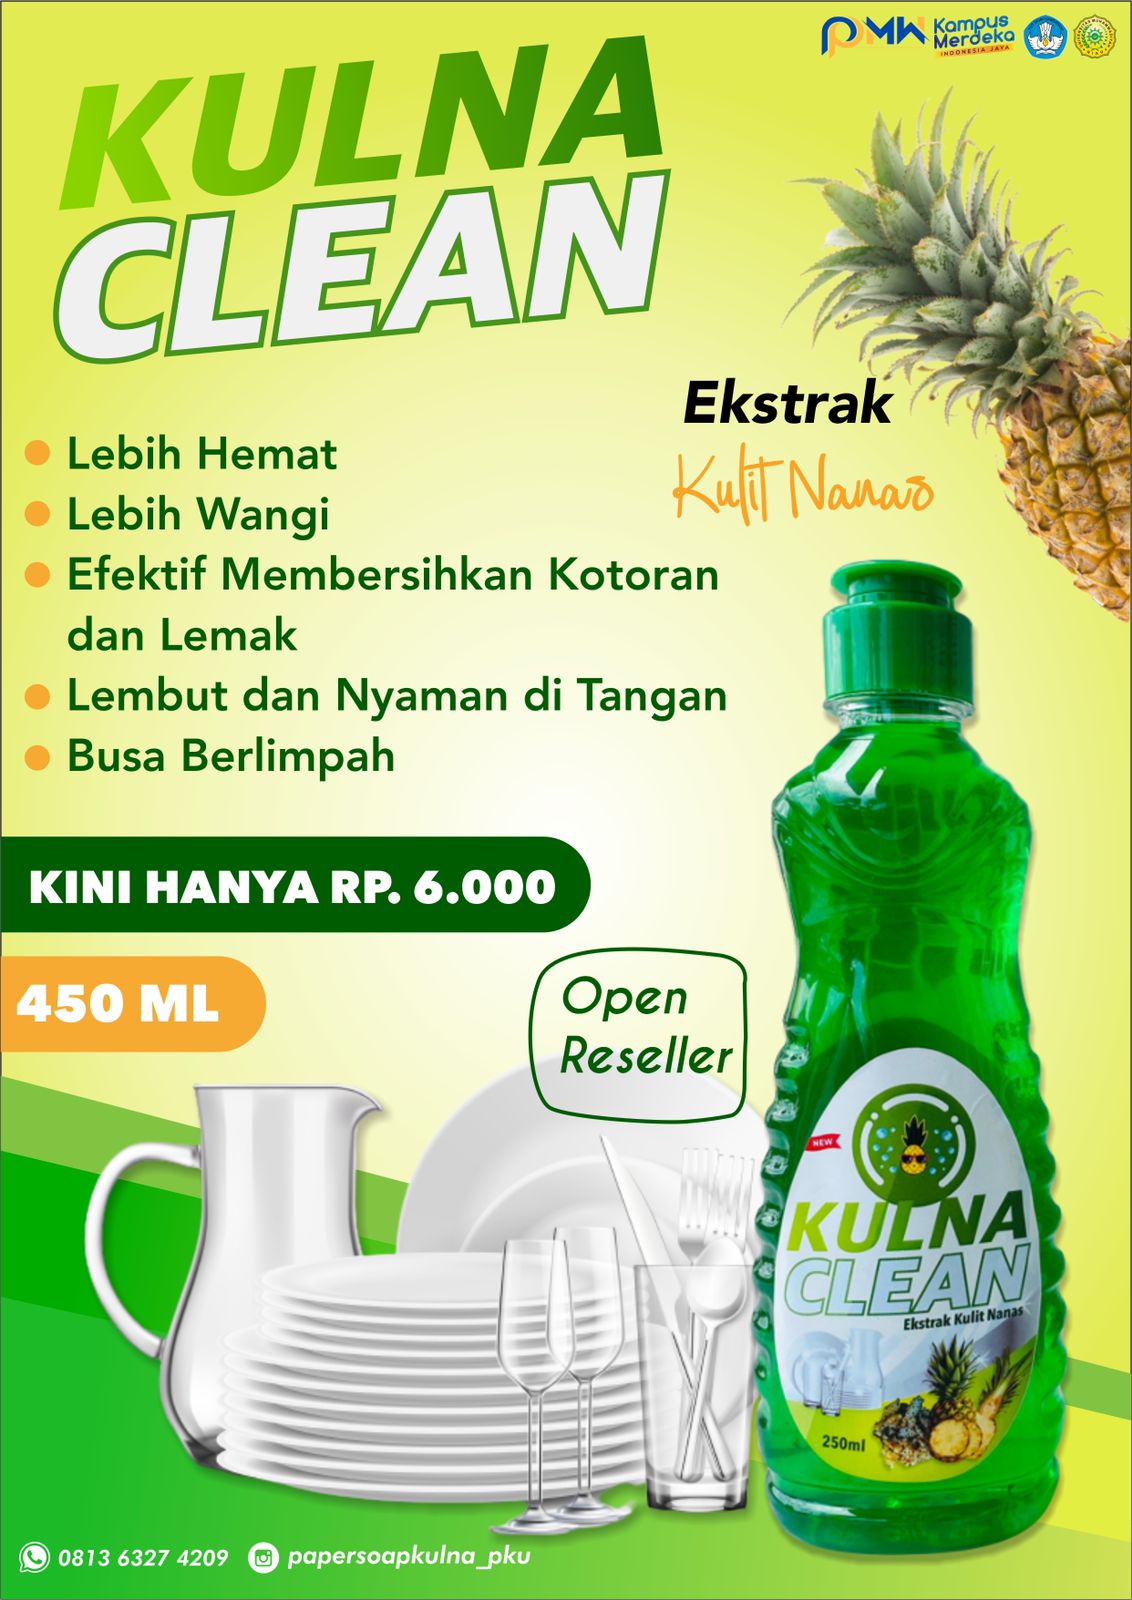 PMW
Kampus
Merdeka
INDONESIA JAYA
KULNA
CLEAN
Ekstrak
Kulit Nanas
Lebih Hemat
Lebih Wangi
Efektif Membersihkan Kotoran
dan Lemak
Lembut dan Nyaman di Tangan
Busa Berlimpah
KINI HANYA RP. 6.000
450 ML
Open
Reseller
NEW
KULNA
CLEAN
Ekstrak Kulit Nanas
250ml
0813 6327 4209
papersoapkulna_pku